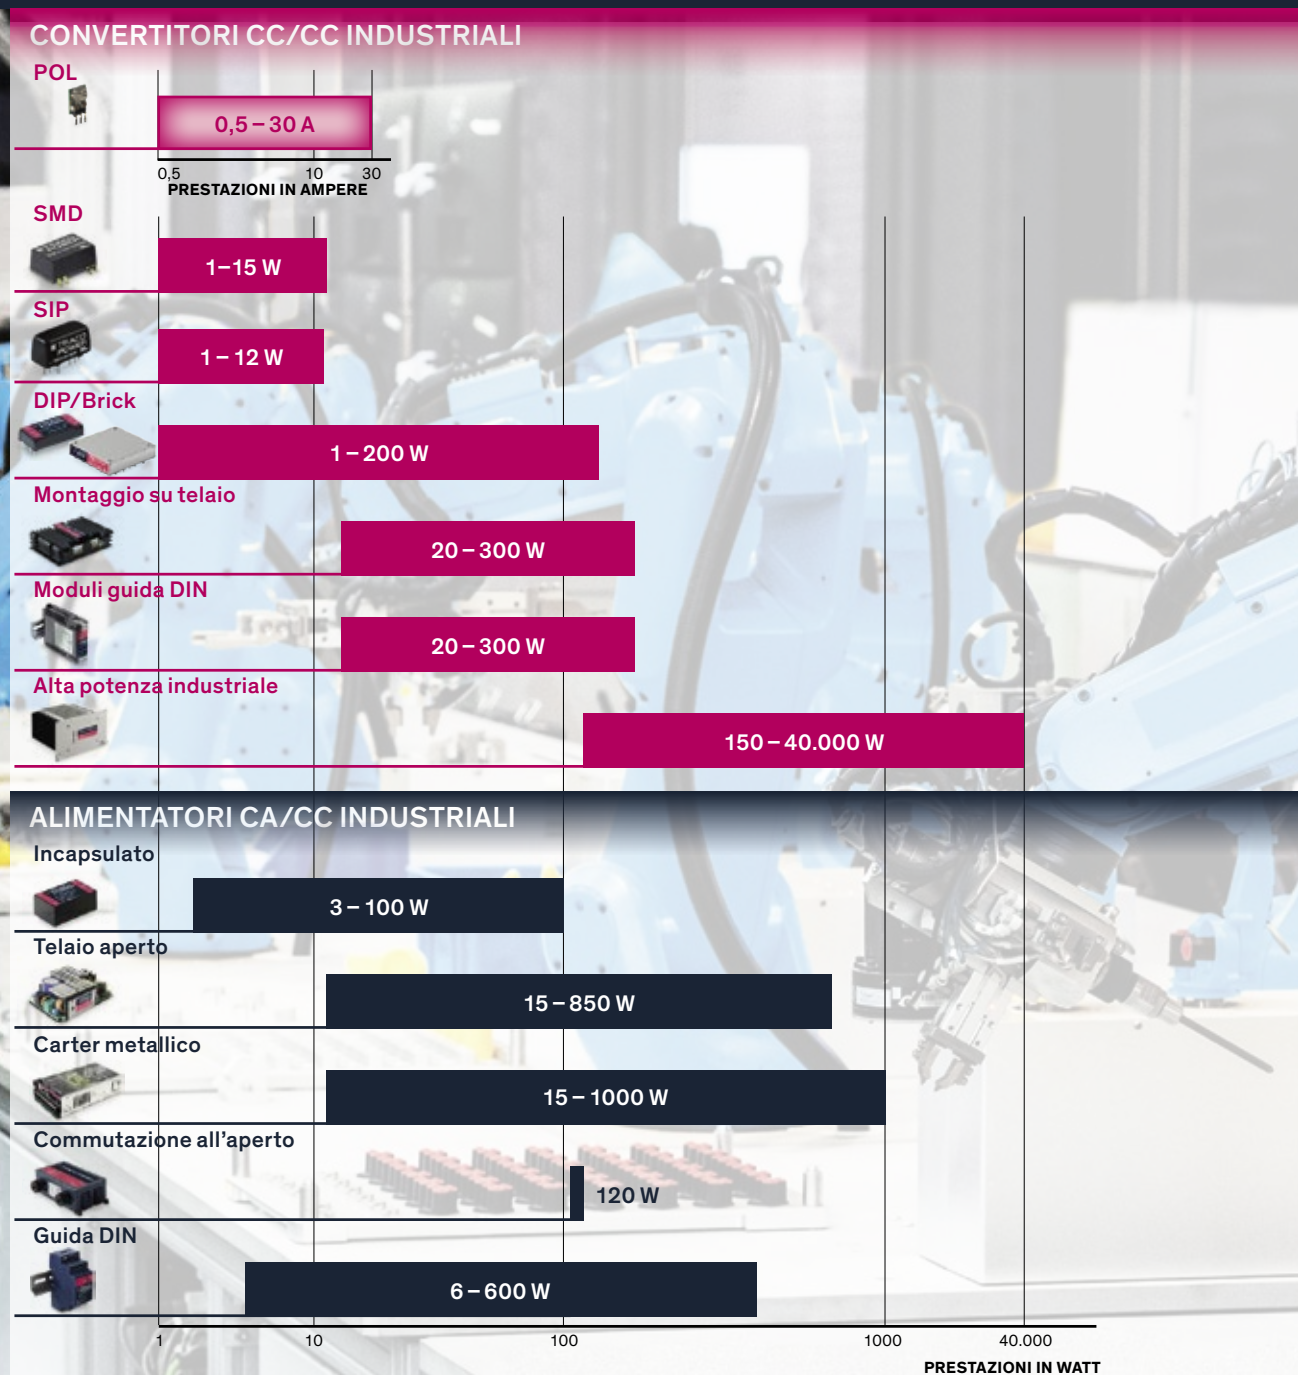 CONVERTITORI CC/CC INDUSTRIALI
POL
0,5 – 30 A
0,5 10 30
PRESTAZIONI IN AMPERE
SMD
1–15 W
SIP
1 – 12 W
DIP/Brick
1 – 200 W
Montaggio su telaio
20 – 300 W
Moduli guida DIN
20 – 300 W
Alta potenza industriale
150 – 40.000 W
ALIMENTATORI CA/CC INDUSTRIALI
Incapsulato
3 – 100 W
Telaio aperto
15 – 850 W
Carter metallico
15 – 1000 W
Commutazione all’aperto
120 W
Guida DIN
6 – 600 W
1 10 100 1000 40.000
PRESTAZIONI IN WATT